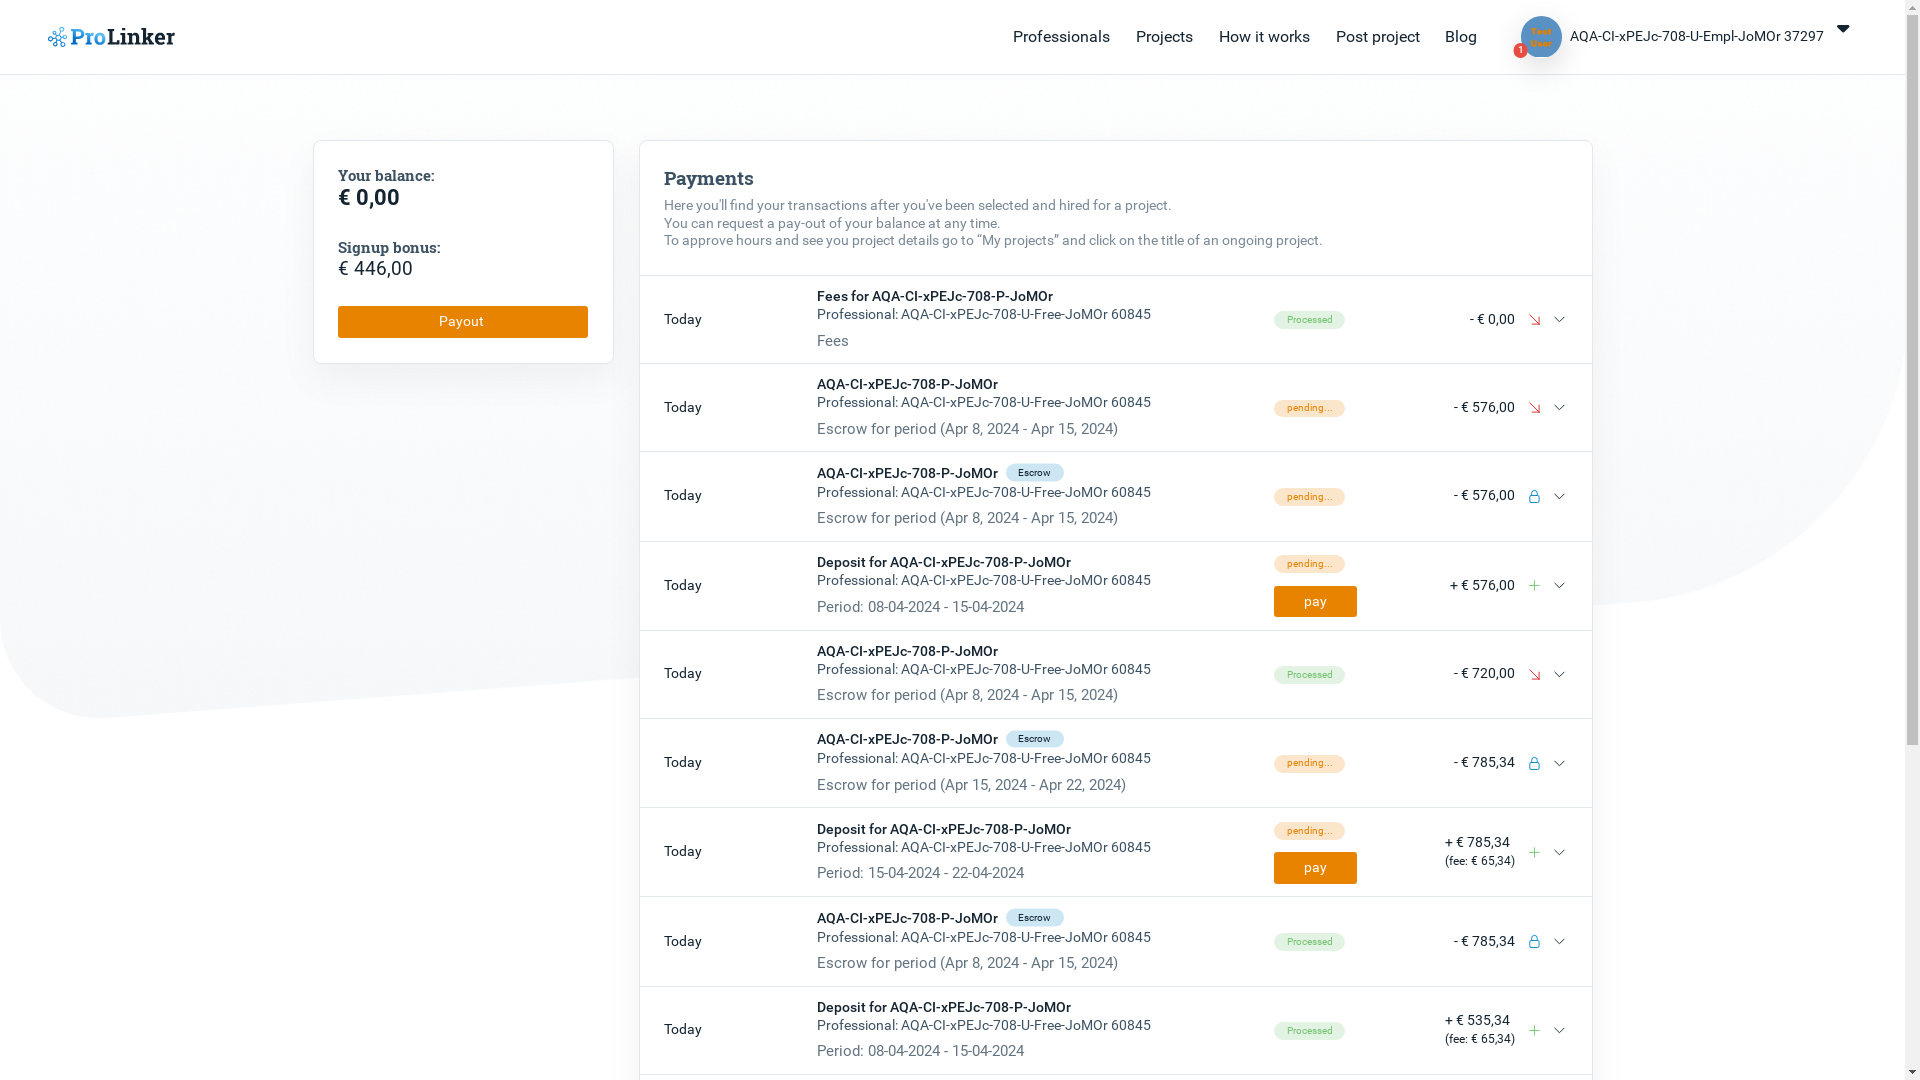 ProLinker
Professionals
Projects
How it works
Post project
Blog
1
AQA-CI-xPEJc-708-U-Empl-JoMOr 37297
Your balance:
€ 0,00
Signup bonus:
€ 446,00
Payout
Payments
Here you'll find your transactions after you've been selected and hired for a project.
You can request a pay-out of your balance at any time.
To approve hours and see you project details go to “My projects” and click on the title of an ongoing project.
Today
Fees for AQA-CI-xPEJc-708-P-JoMOr
Professional: AQA-CI-xPEJc-708-U-Free-JoMOr 60845
Fees
Processed
- € 0,00
Today
AQA-CI-xPEJc-708-P-JoMOr
Professional: AQA-CI-xPEJc-708-U-Free-JoMOr 60845
Escrow for period (Apr 8, 2024 - Apr 15, 2024)
pending...
- € 576,00
Today
AQA-CI-xPEJc-708-P-JoMOr Escrow
Professional: AQA-CI-xPEJc-708-U-Free-JoMOr 60845
Escrow for period (Apr 8, 2024 - Apr 15, 2024)
pending...
- € 576,00
Today
Deposit for AQA-CI-xPEJc-708-P-JoMOr
Professional: AQA-CI-xPEJc-708-U-Free-JoMOr 60845
Period: 08-04-2024 - 15-04-2024
pending...
pay
+ € 576,00
Today
AQA-CI-xPEJc-708-P-JoMOr
Professional: AQA-CI-xPEJc-708-U-Free-JoMOr 60845
Escrow for period (Apr 8, 2024 - Apr 15, 2024)
Processed
- € 720,00
Today
AQA-CI-xPEJc-708-P-JoMOr Escrow
Professional: AQA-CI-xPEJc-708-U-Free-JoMOr 60845
Escrow for period (Apr 15, 2024 - Apr 22, 2024)
pending...
- € 785,34
Today
Deposit for AQA-CI-xPEJc-708-P-JoMOr
Professional: AQA-CI-xPEJc-708-U-Free-JoMOr 60845
Period: 15-04-2024 - 22-04-2024
pending...
pay
+ € 785,34
(fee: € 65,34)
Today
AQA-CI-xPEJc-708-P-JoMOr Escrow
Professional: AQA-CI-xPEJc-708-U-Free-JoMOr 60845
Escrow for period (Apr 8, 2024 - Apr 15, 2024)
Processed
- € 785,34
Today
Deposit for AQA-CI-xPEJc-708-P-JoMOr
Professional: AQA-CI-xPEJc-708-U-Free-JoMOr 60845
Period: 08-04-2024 - 15-04-2024
Processed
+ € 535,34
(fee: € 65,34)